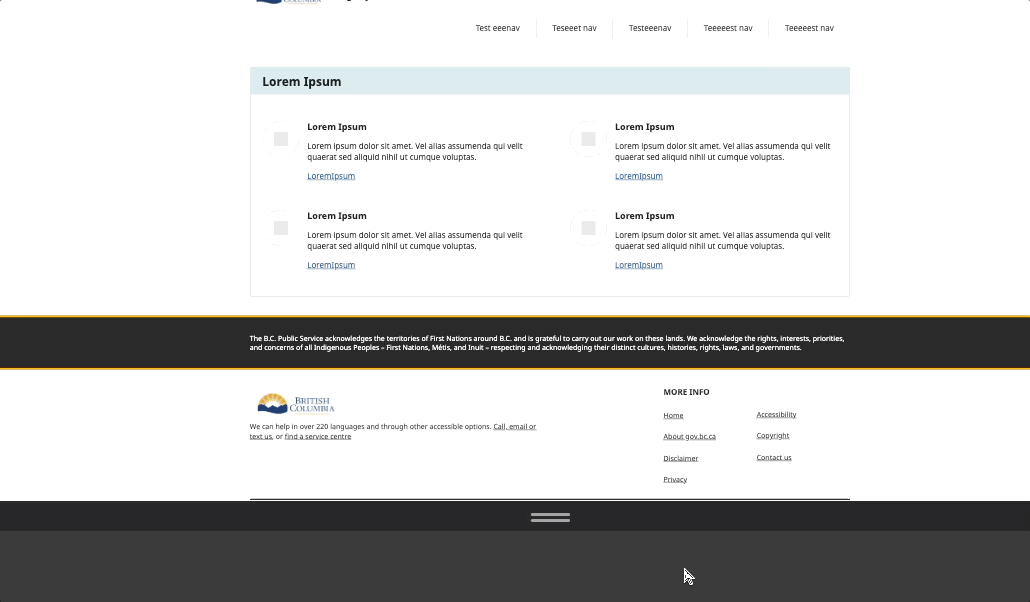 Test eeenav
Teseeet nav
Testeeenav
Teeeeest nav
Teeeeest nav
Lorem Ipsum
Lorem Ipsum
Lorem ipsum dolor sit amet. Vel alias assumenda qui velit
quaerat sed aliquid nihil ut cumque voluptas.
LoremIpsum
Lorem Ipsum
Lorem ipsum dolor sit amet. Vel alias assumenda qui velit
quaerat sed aliquid nihil ut cumque voluptas.
LoremIpsum
Lorem Ipsum
Lorem ipsum dolor sit amet. Vel alias assumenda qui velit
quaerat sed aliquid nihil ut cumque voluptas.
LoremIpsum
Lorem Ipsum
Lorem ipsum dolor sit amet. Vel alias assumenda qui velit
quaerat sed aliquid nihil ut cumque voluptas.
LoremIpsum
The B.C. Public Service acknowledges the territories of First Nations around B.C. and is grateful to carry out our work on these lands. We acknowledge the rights, interests, priorities,
and concerns of all Indigenous Peoples – First Nations, Métis, and Inuit – respecting and acknowledging their distinct cultures, histories, rights, laws, and governments.
BRITISH
COLUMBIA
We can help in over 220 languages and through other accessible options. Call, email or
text us, or find a service centre
MORE INFO
Home
About gov.bc.ca
Disclaimer
Privacy
Accessibility
Copyright
Contact us